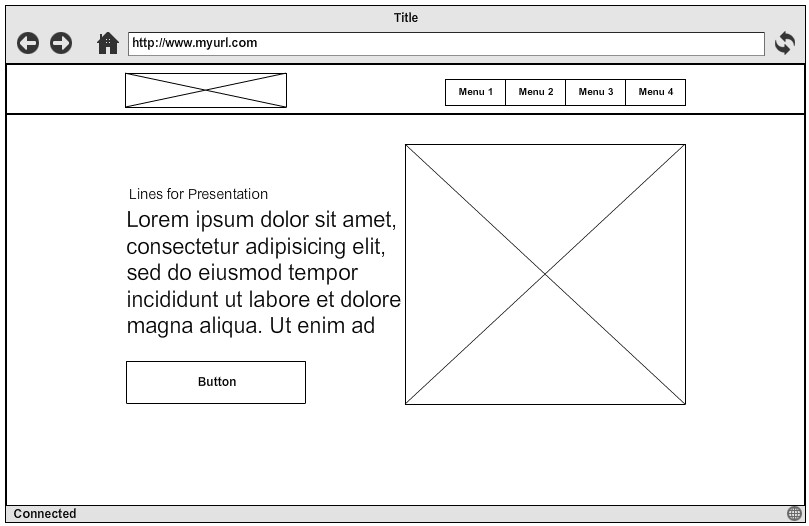 Title
http://www.myurl.com
Menu 1 Menu 2 Menu 3 Menu 4
Lines for Presentation
Lorem ipsum dolor sit amet,
consectetur adipisicing elit,
sed do eiusmod tempor
incididunt ut labore et dolore
magna aliqua. Ut enim ad
Button
Connected